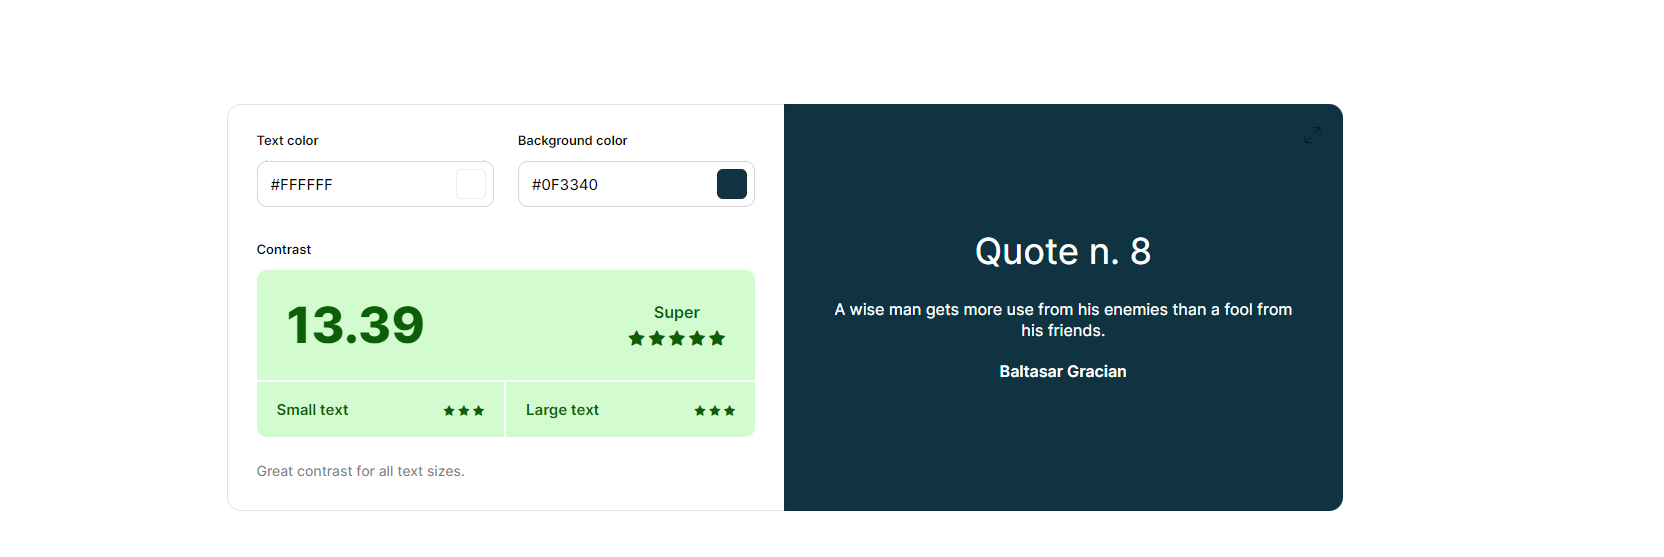 Text color
#FFFFFF
Background color
#0F3340
Contrast
13.39
Super
Small text
Large text
Great contrast for all text sizes.
Quote n. 8
A wise man gets more use from his enemies than a fool from
his friends.
Baltasar Gracian